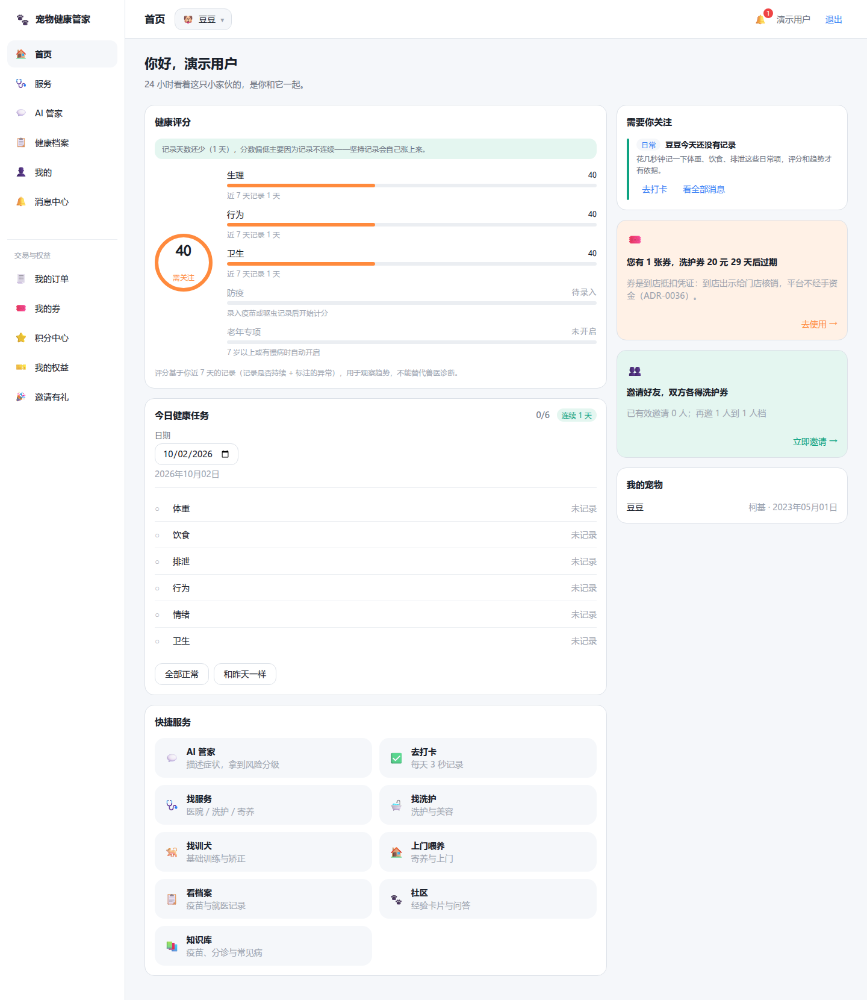 宠物健康管家
首页
服务
AI 管家
健康档案
我的
消息中心
交易与权益
我的订单
我的券
积分中心
我的权益
邀请有礼
首页
豆豆 ▾
1
演示用户
退出
你好，演示用户
24 小时看着这只小家伙的，是你和它一起。
健康评分
记录天数还少（1 天），分数偏低主要因为记录不连续——坚持记录会自己涨上来。
40
需关注
生理 40
近 7 天记录 1 天
行为 40
近 7 天记录 1 天
卫生 40
近 7 天记录 1 天
防疫 待录入
录入疫苗或驱虫记录后开始计分
老年专项 未开启
7 岁以上或有慢病时自动开启
评分基于你近 7 天的记录（记录是否持续 + 标注的异常），用于观察趋势，不能替代兽医诊断。
今日健康任务 0/6 连续 1 天
日期
10/02/2026
2026年10月02日
体重 未记录
饮食 未记录
排泄 未记录
行为 未记录
情绪 未记录
卫生 未记录
全部正常 和昨天一样
快捷服务
AI 管家
描述症状，拿到风险分级
去打卡
每天 3 秒记录
找服务
医院 / 洗护 / 寄养
找洗护
洗护与美容
找训犬
基础训练与矫正
上门喂养
寄养与上门
看档案
疫苗与就医记录
社区
经验卡片与问答
知识库
疫苗、分诊与常见病
需要你关注
日常 豆豆今天还没有记录
花几秒钟记一下体重、饮食、排泄这些日常项，评分和趋势才
有依据。
去打卡 看全部消息
您有 1 张券，洗护券 20 元 29 天后过期
券是到店抵扣凭证：到店出示给门店核销，平台不经手资
金（ADR-0036）。
去使用 →
邀请好友，双方各得洗护券
已有效邀请 0 人；再邀 1 人到 1 人档
立即邀请 →
我的宠物
豆豆 柯基 · 2023年05月01日